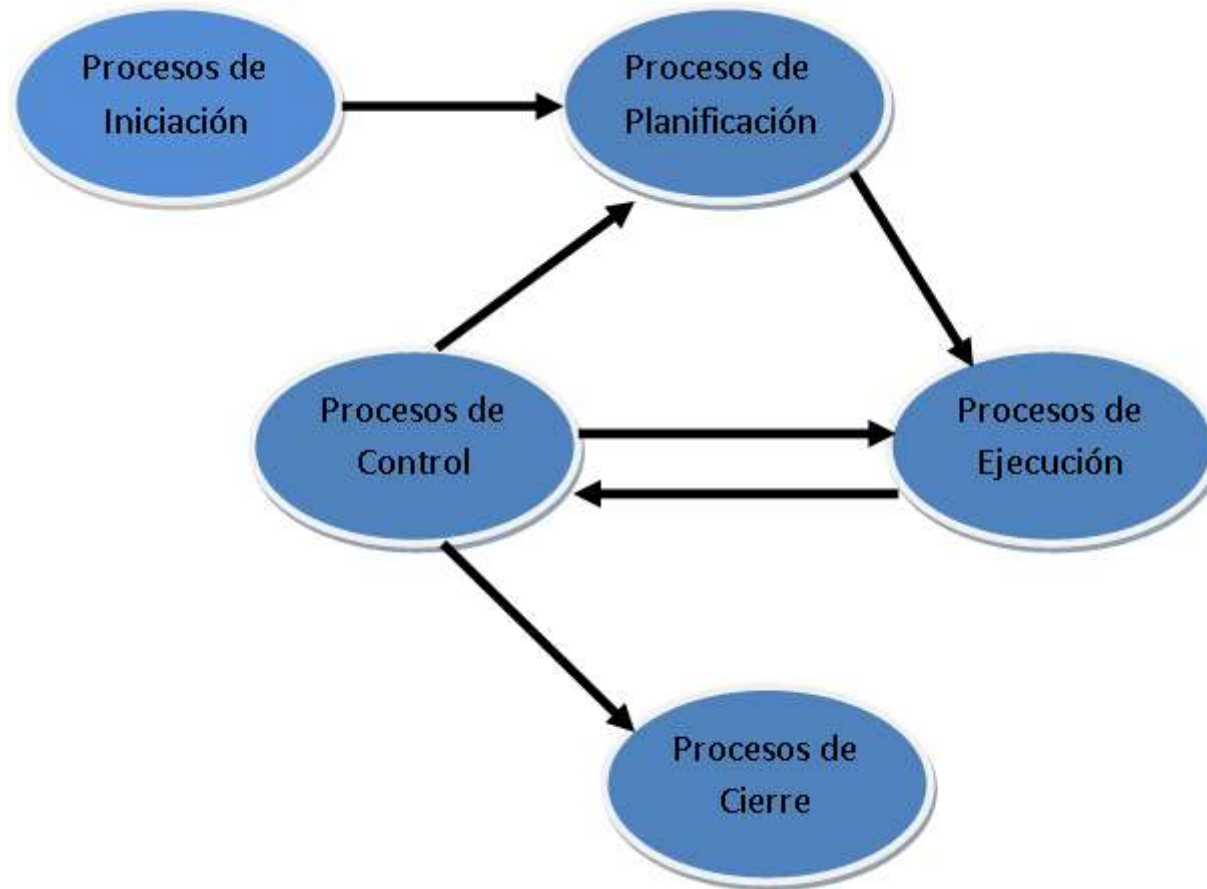 Procesos de
Iniciación
Procesos de
Planificación
Procesos de
Control
Procesos de
Ejecución
Procesos de
Cierre